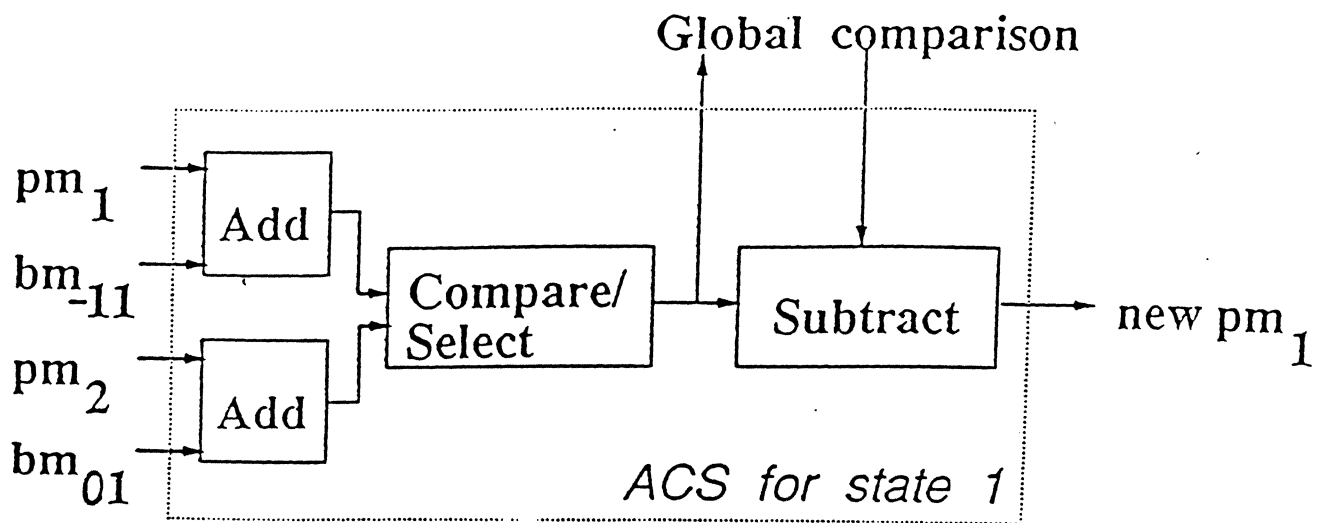 Global comparison
pm1
Add
bm-11
Compare/
Select
Subtract
new pm1
pm2
Add
bm01
ACS for state 1